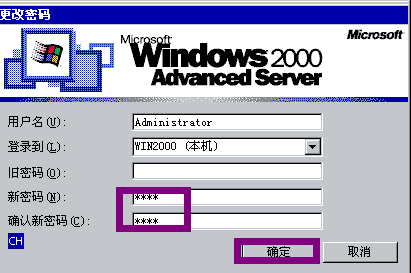 更改密码
Microsoft
Microsoft
Windows 2000
Advanced Server
用户名(U): Administrator
登录到(L): WIN2000 (本机)
旧密码(O):
新密码(N): ****
确认新密码(C): ****
CH
确定 取消